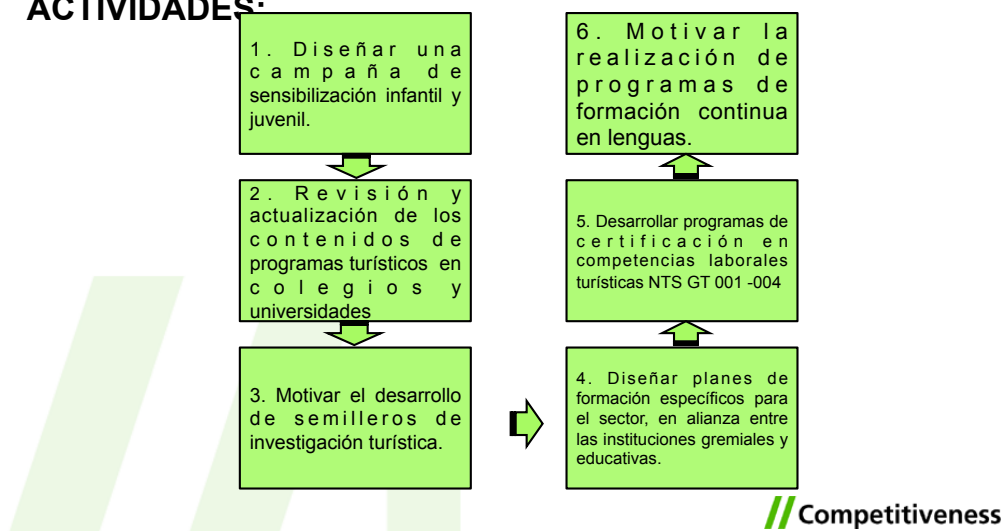 ACTIVIDADES:
1. Diseñar una
campaña de
sensibilización infantil y
juvenil.
2. Revisión y
actualización de los
contenidos de
programas turísticos en
colegios y
universidades
3. Motivar el desarrollo
de semilleros de
investigación turística.
4. Diseñar planes de
formación específicos para
el sector, en alianza entre
las instituciones gremiales y
educativas.
5. Desarrollar programas de
certificación en
competencias laborales
turísticas NTS GT 001 -004
6. Motivar la
realización de
programas de
formación continua
en lenguas.
Competitiveness